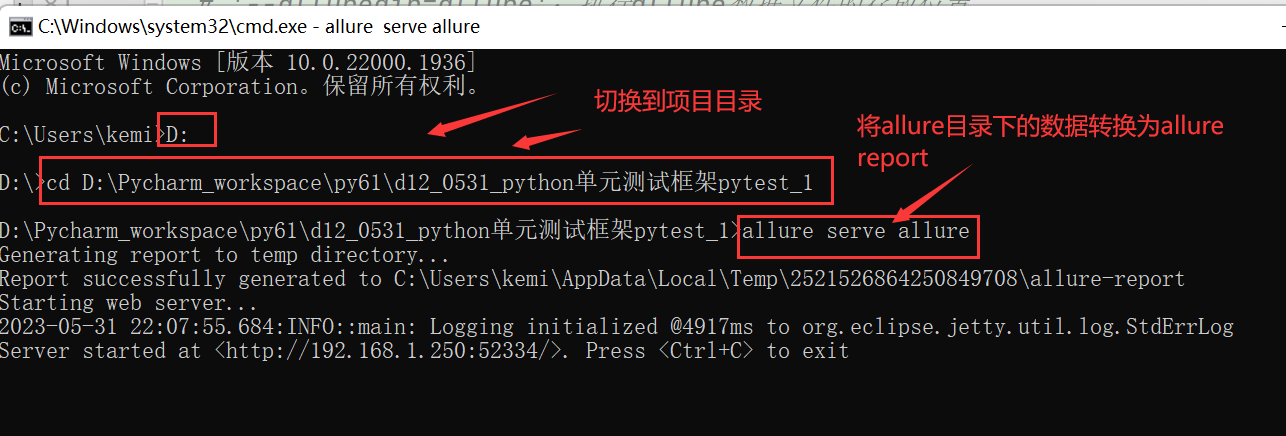 C:\Windows\system32\cmd.exe - allure  serve allure
Microsoft Windows [版本 10.0.22000.1936]
(c) Microsoft Corporation。保留所有权利。
切换到项目目录
C:\Users\kemi>D:
将allure目录下的数据转换为allure
report
D:\>cd D:\Pycharm_workspace\py61\d12_0531_python单元测试框架pytest_1
D:\Pycharm_workspace\py61\d12_0531_python单元测试框架pytest_1>allure serve allure
Generating report to temp directory...
Report successfully generated to C:\Users\kemi\AppData\Local\Temp\2521526864250849708\allure-report
Starting web server...
2023-05-31 22:07:55.684:INFO::main: Logging initialized @4917ms to org.eclipse.jetty.util.log.StdErrLog
Server started at <http://192.168.1.250:52334/>. Press <Ctrl+C> to exit